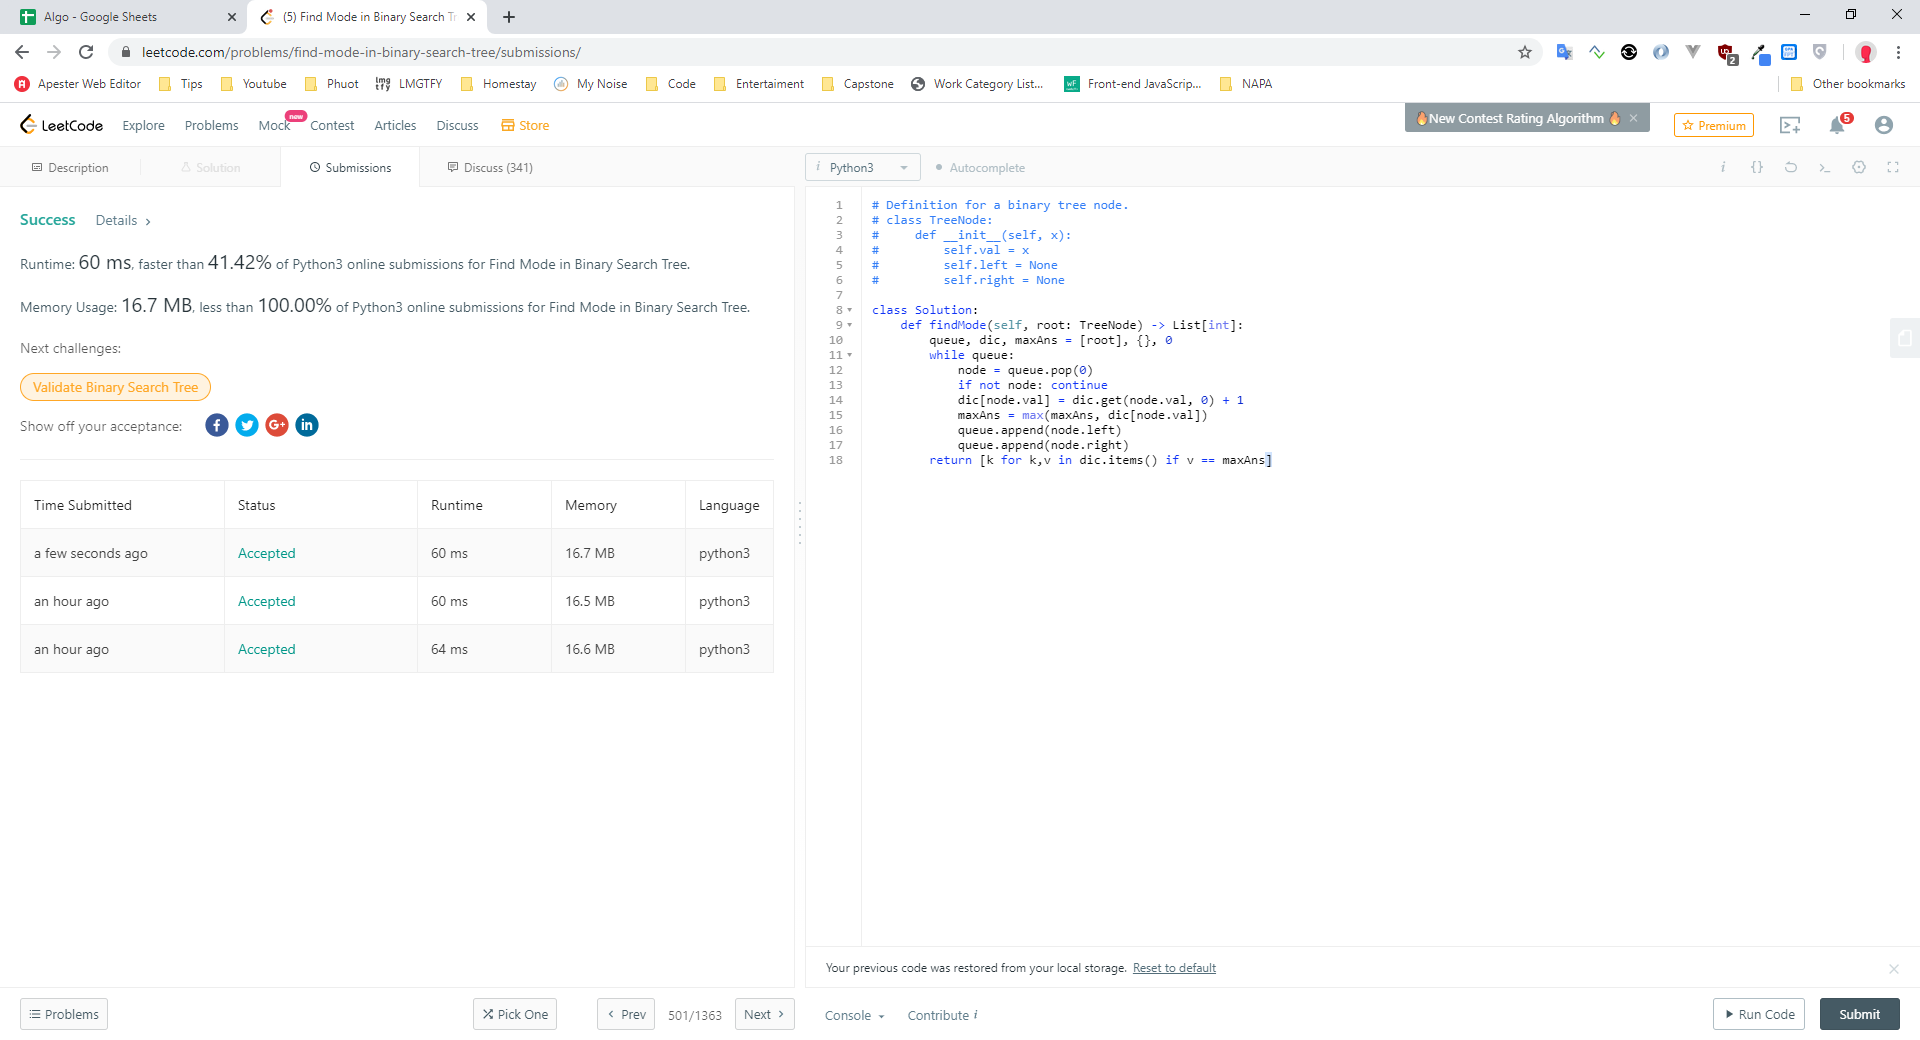 Algo - Google Sheets
(5) Find Mode in Binary Search Tr
leetcode.com/problems/find-mode-in-binary-search-tree/submissions/
2
Apester Web Editor Tips Youtube Phuot LMGTFY Homestay My Noise Code Entertaiment Capstone Work Category List... Front-end JavaScrip... NAPA Other bookmarks
LeetCode Explore Problems Mock new Contest Articles Discuss Store
New Contest Rating Algorithm
Premium
5
Description Solution Submissions Discuss (341)
i Python3 Autocomplete
Success Details
Runtime: 60 ms, faster than 41.42% of Python3 online submissions for Find Mode in Binary Search Tree.
Memory Usage: 16.7 MB, less than 100.00% of Python3 online submissions for Find Mode in Binary Search Tree.
Next challenges:
Validate Binary Search Tree
Show off your acceptance:
Time Submitted Status Runtime Memory Language
a few seconds ago Accepted 60 ms 16.7 MB python3
an hour ago Accepted 60 ms 16.5 MB python3
an hour ago Accepted 64 ms 16.6 MB python3
1 # Definition for a binary tree node.
2 # class TreeNode:
3 #     def __init__(self, x):
4 #         self.val = x
5 #         self.left = None
6 #         self.right = None
7
8 class Solution:
9     def findMode(self, root: TreeNode) -> List[int]:
10         queue, dic, maxAns = [root], {}, 0
11         while queue:
12             node = queue.pop(0)
13             if not node: continue
14             dic[node.val] = dic.get(node.val, 0) + 1
15             maxAns = max(maxAns, dic[node.val])
16             queue.append(node.left)
17             queue.append(node.right)
18         return [k for k,v in dic.items() if v == maxAns]
Your previous code was restored from your local storage. Reset to default
Problems Pick One Prev 501/1363 Next Console Contribute i Run Code Submit